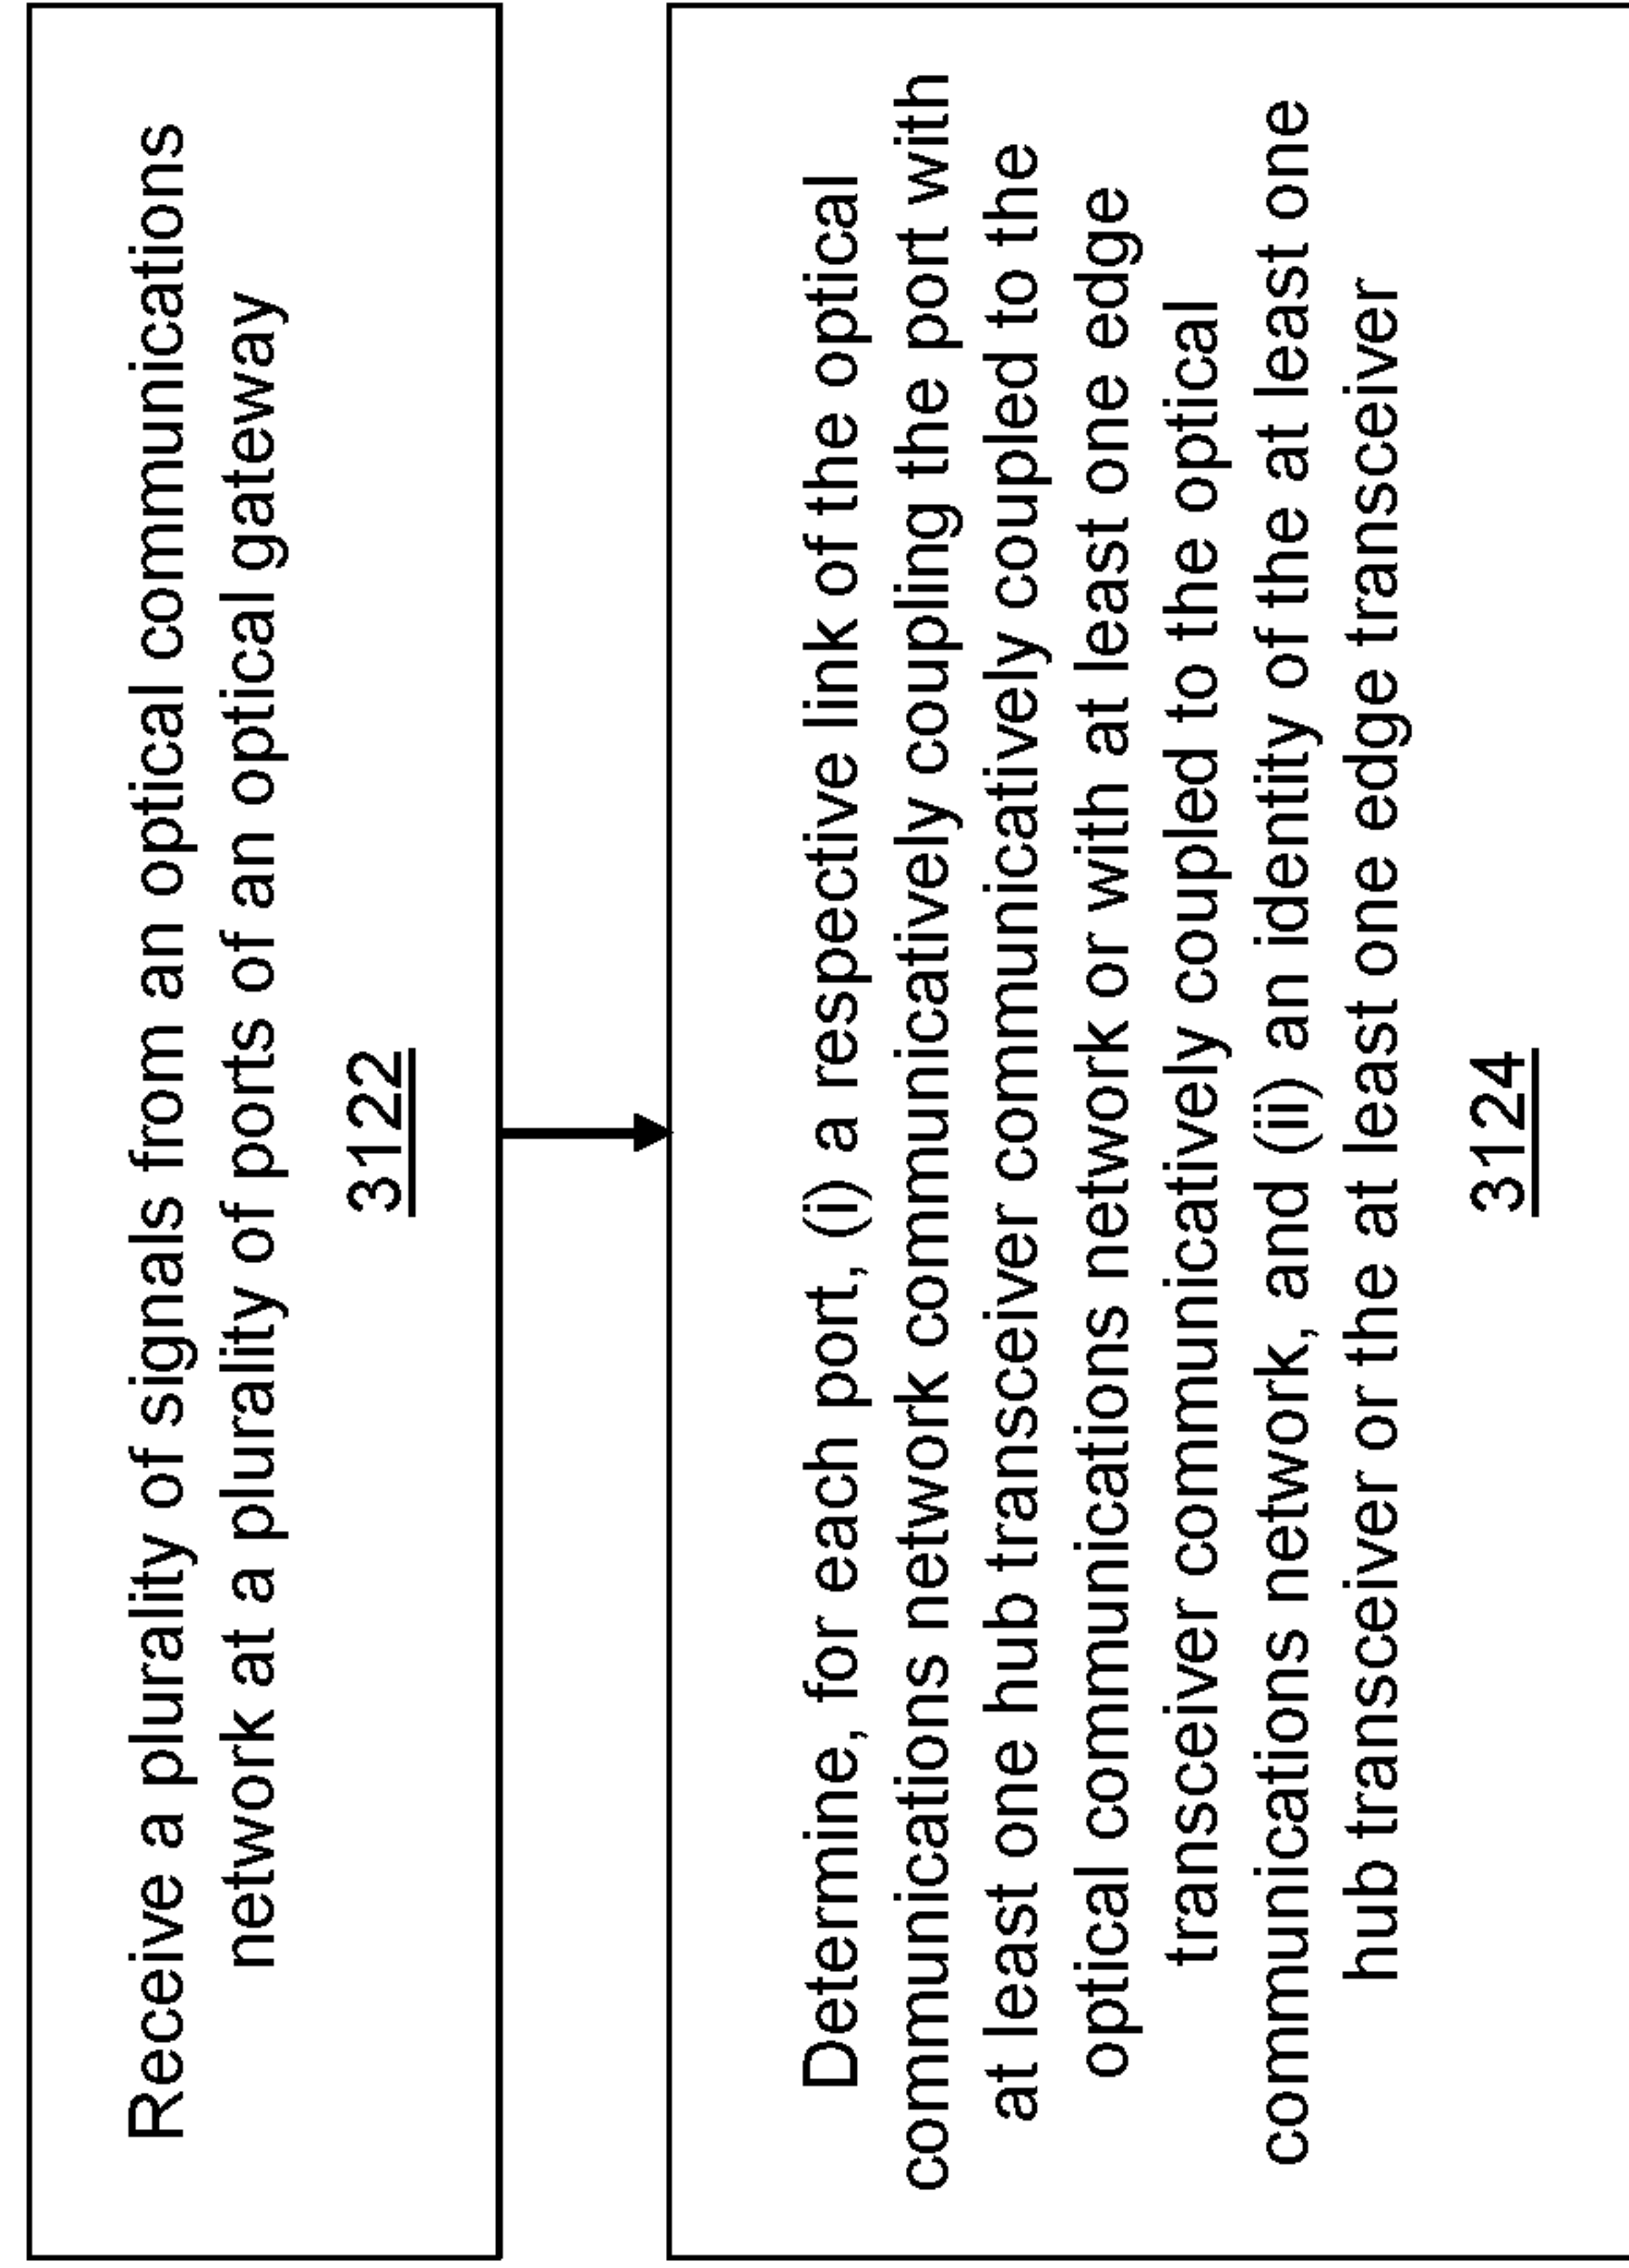 Receive a plurality of signals from an optical communications
network at a plurality of ports of an optical gateway
3122
Determine, for each port, (i) a respective link of the optical
communications network communicatively coupling the port with
at least one hub transceiver communicatively coupled to the
optical communications network or with at least one edge
transceiver communicatively coupled to the optical
communications network, and (ii) an identity of the at least one
hub transceiver or the at least one edge transceiver
3124